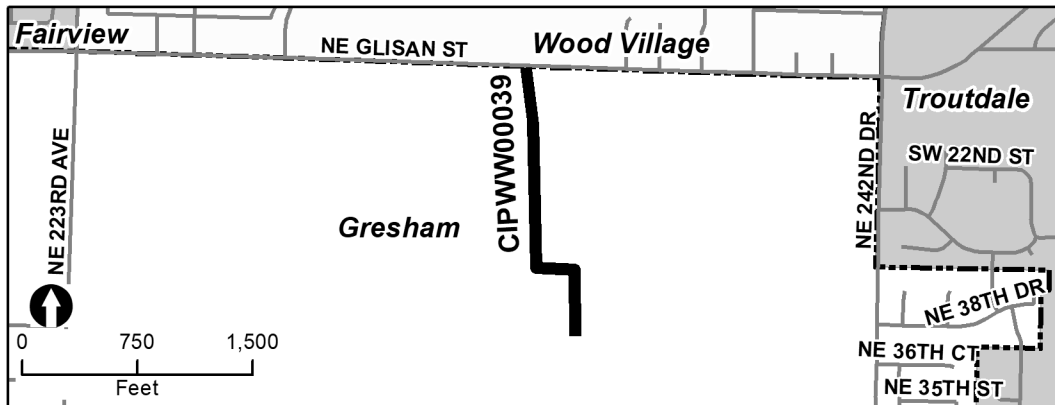 Fairview
NE GLISAN ST
Wood Village
Troutdale
NE 223RD AVE
CIPWW00039
NE 242ND DR
SW 22ND ST
Gresham
NE 38TH DR
NE 36TH CT
NE 35TH ST
0 750 1,500
Feet